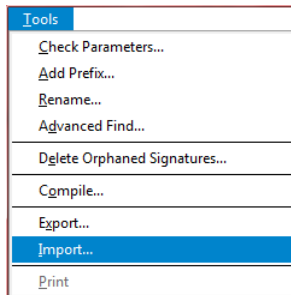 Tools
Check Parameters...
Add Prefix...
Rename...
Advanced Find...
Delete Orphaned Signatures...
Compile...
Export...
Import...
Print